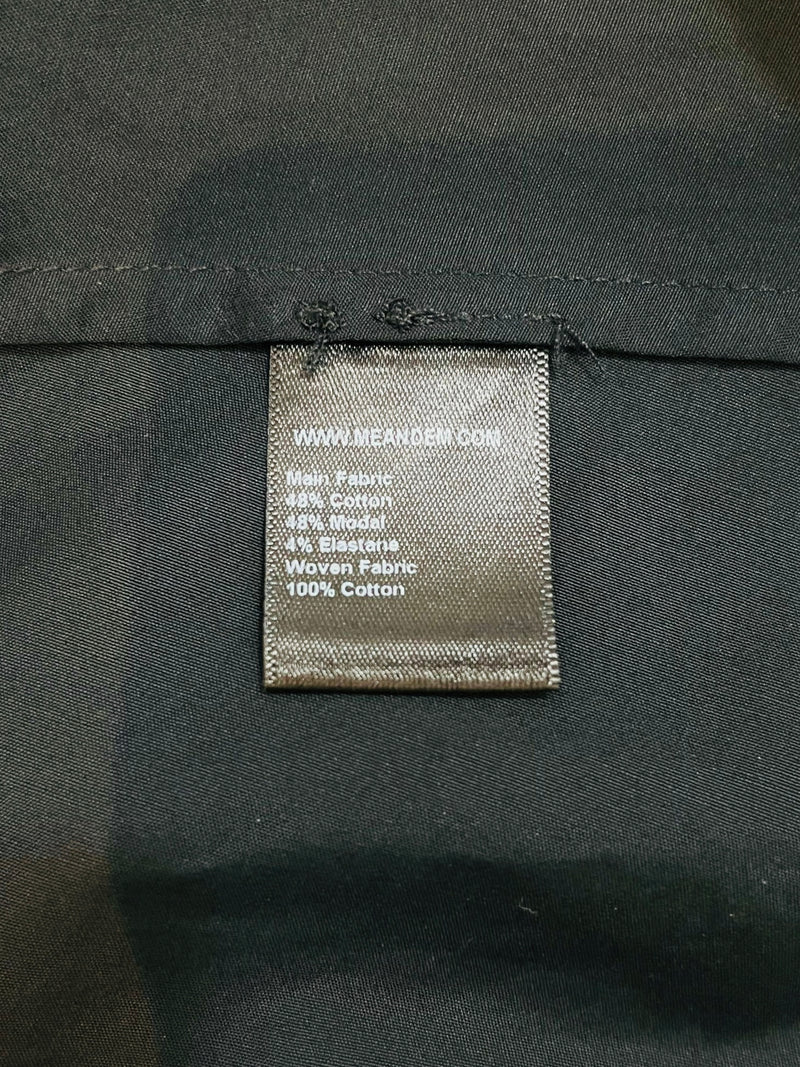 WWW.MEANDEM.COM
Main Fabric
48% Cotton
48% Modal
4% Elastane
Woven Fabric
100% Cotton